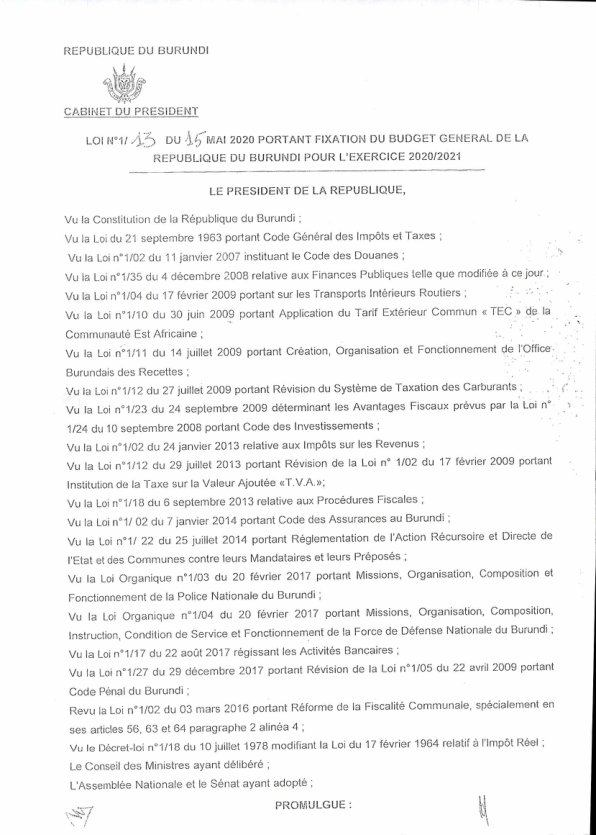 REPUBLIQUE DU BURUNDI
CABINET DU PRESIDENT
LOI N°1/ 13 DU 15 MAI 2020 PORTANT FIXATION DU BUDGET GENERAL DE LA
REPUBLIQUE DU BURUNDI POUR L'EXERCICE 2020/2021
LE PRESIDENT DE LA REPUBLIQUE,
Vu la Constitution de la République du Burundi ;
Vu la Loi du 21 septembre 1963 portant Code Général des Impôts et Taxes ;
Vu la Loi n°1/02 du 11 janvier 2007 instituant le Code des Douanes ;
Vu la Loi n°1/35 du 4 décembre 2008 relative aux Finances Publiques telle que modifiée à ce jour ;
Vu la Loi n°1/04 du 17 février 2009 portant sur les Transports Intérieurs Routiers ;
Vu la Loi n°1/10 du 30 juin 2009 portant Application du Tarif Extérieur Commun « TEC » de la
Communauté Est Africaine ;
Vu la Loi n°1/11 du 14 juillet 2009 portant Création, Organisation et Fonctionnement de l'Office
Burundais des Recettes ;
Vu la Loi n°1/12 du 27 juillet 2009 portant Révision du Système de Taxation des Carburants ;
Vu la Loi n°1/23 du 24 septembre 2009 déterminant les Avantages Fiscaux prévus par la Loi n°
1/24 du 10 septembre 2008 portant Code des Investissements ;
Vu la Loi n°1/02 du 24 janvier 2013 relative aux Impôts sur les Revenus ;
Vu la Loi n°1/12 du 29 juillet 2013 portant Révision de la Loi n° 1/02 du 17 février 2009 portant
Institution de la Taxe sur la Valeur Ajoutée «T.V.A.»;
Vu la Loi n°1/18 du 6 septembre 2013 relative aux Procédures Fiscales ;
Vu la Loi n°1/ 02 du 7 janvier 2014 portant Code des Assurances au Burundi ;
Vu la Loi n°1/ 22 du 25 juillet 2014 portant Réglementation de l'Action Récursoire et Directe de
l'Etat et des Communes contre leurs Mandataires et leurs Préposés ;
Vu la Loi Organique n°1/03 du 20 février 2017 portant Missions, Organisation, Composition et
Fonctionnement de la Police Nationale du Burundi ;
Vu la Loi Organique n°1/04 du 20 février 2017 portant Missions, Organisation, Composition,
Instruction, Condition de Service et Fonctionnement de la Force de Défense Nationale du Burundi ;
Vu la Loi n°1/17 du 22 août 2017 régissant les Activités Bancaires ;
Vu la Loi n°1/27 du 29 décembre 2017 portant Révision de la Loi n°1/05 du 22 avril 2009 portant
Code Pénal du Burundi ;
Revu la Loi n°1/02 du 03 mars 2016 portant Réforme de la Fiscalité Communale, spécialement en
ses articles 56, 63 et 64 paragraphe 2 alinéa 4 ;
Vu le Décret-loi n°1/18 du 10 juillet 1978 modifiant la Loi du 17 février 1964 relatif à l'Impôt Réel ;
Le Conseil des Ministres ayant délibéré ;
L'Assemblée Nationale et le Sénat ayant adopté ;
PROMULGUE :